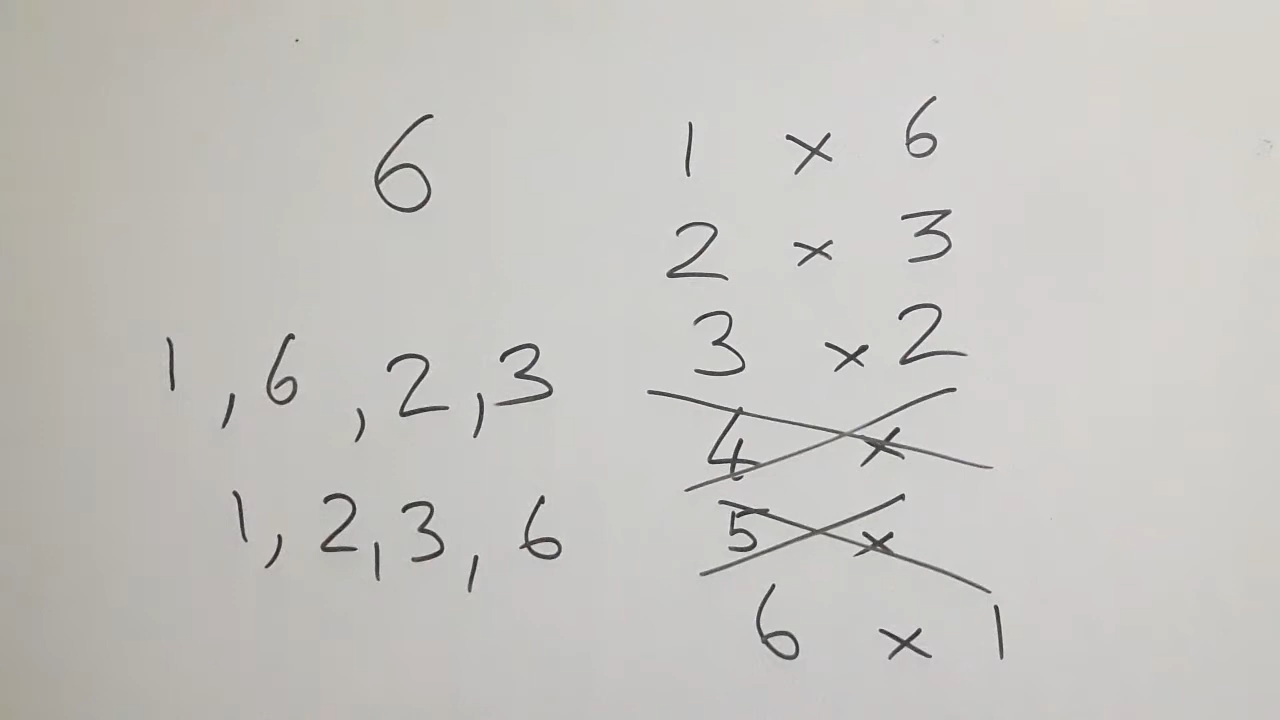 6
1, 6, 2, 3
1, 2, 3, 6
1 × 6
2 × 3
3 × 2
4 ×
5 ×
6 × 1